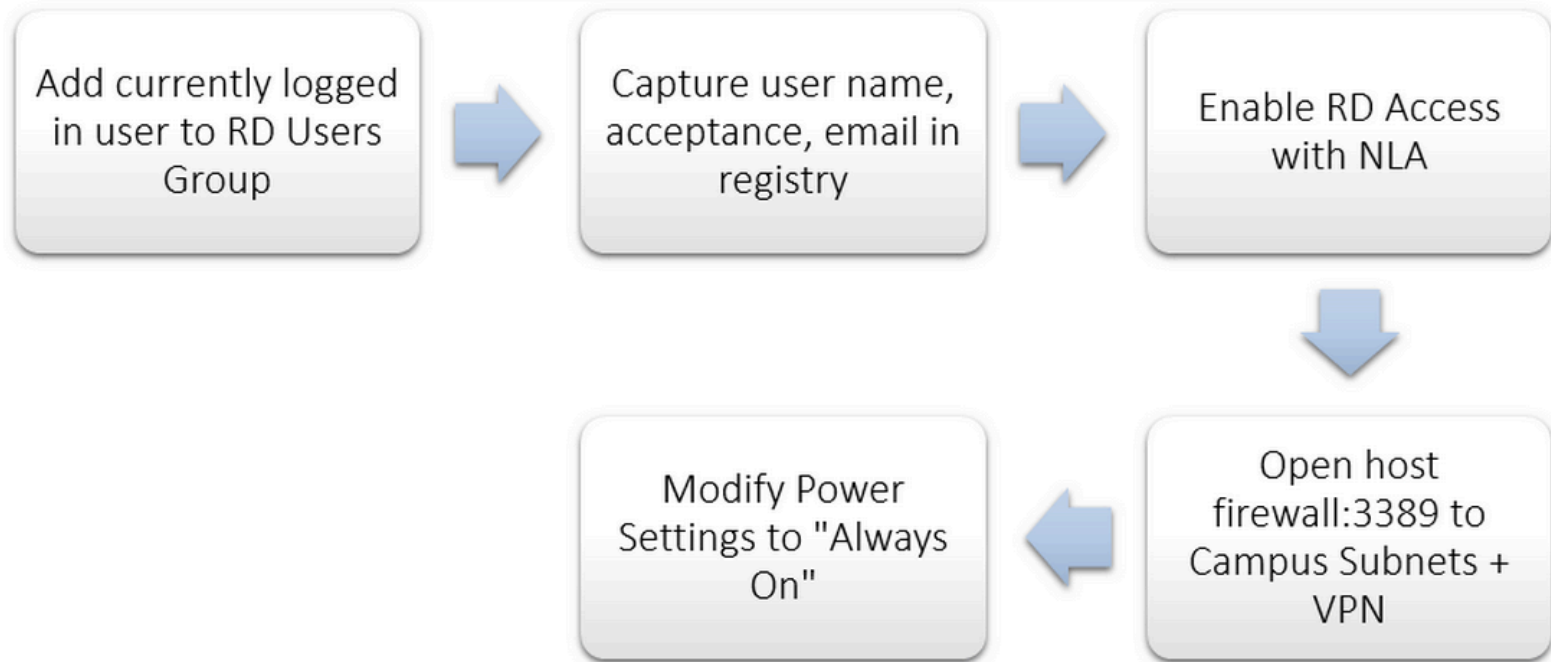 Add currently logged
in user to RD Users
Group
Capture user name,
acceptance, email in
registry
Enable RD Access
with NLA
Open host
firewall:3389 to
Campus Subnets +
VPN
Modify Power
Settings to "Always
On"